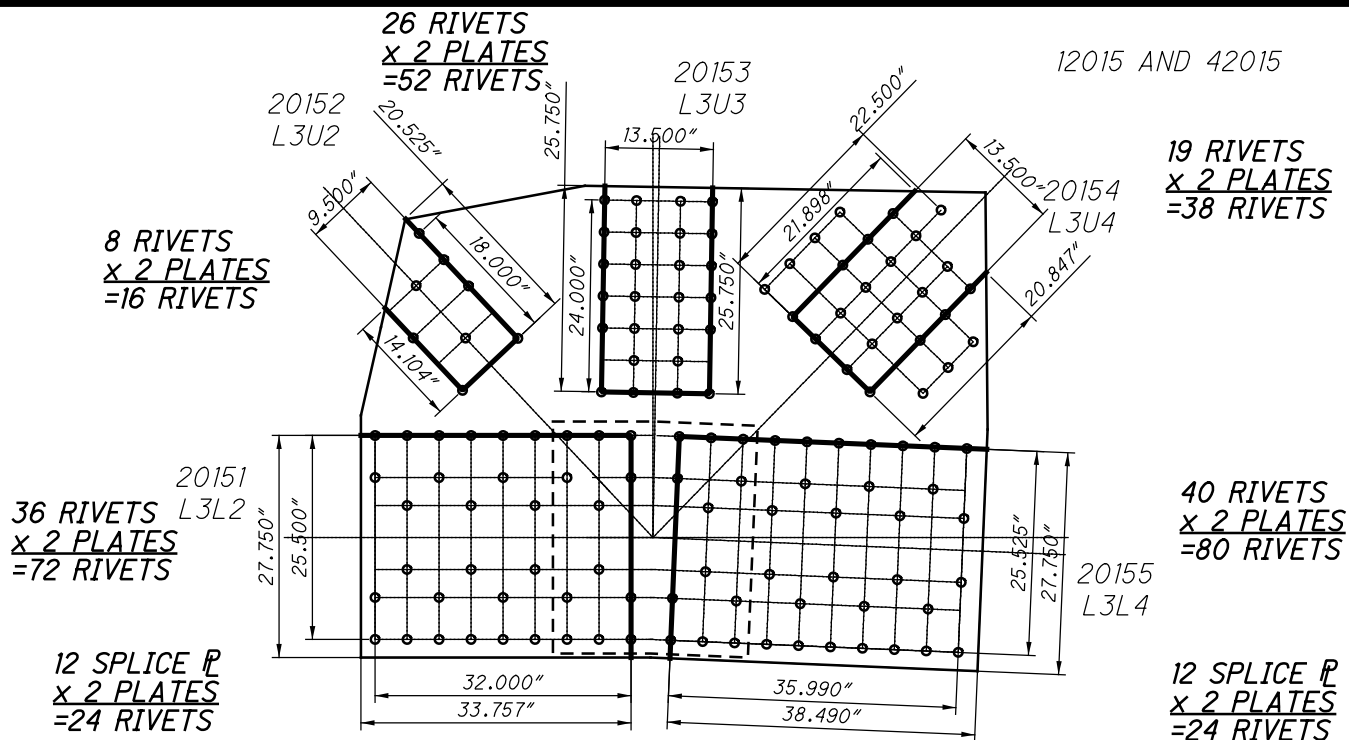 26 RIVETS
x 2 PLATES
=52 RIVETS
20153
L3U3
12015 AND 42015
20152
L3U2
20.525"
25.750"
13.500"
22.500"
13.500"
19 RIVETS
x 2 PLATES
=38 RIVETS
20154
L3U4
9.500"
18.000"
21.898"
8 RIVETS
x 2 PLATES
=16 RIVETS
24.000"
25.750"
20.847"
14.104"
20151
L3L2
36 RIVETS
x 2 PLATES
=72 RIVETS
27.750"
25.500"
25.525"
27.750"
40 RIVETS
x 2 PLATES
=80 RIVETS
20155
L3L4
12 SPLICE PL
x 2 PLATES
=24 RIVETS
32.000"
33.757"
35.990"
38.490"
12 SPLICE PL
x 2 PLATES
=24 RIVETS